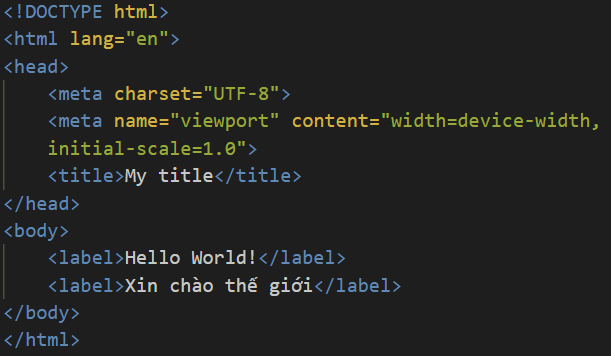 <!DOCTYPE html>
<html lang="en">
<head>
    <meta charset="UTF-8">
    <meta name="viewport" content="width=device-width,
    initial-scale=1.0">
    <title>My title</title>
</head>
<body>
    <label>Hello World!</label>
    <label>Xin chào thế giới</label>
</body>
</html>